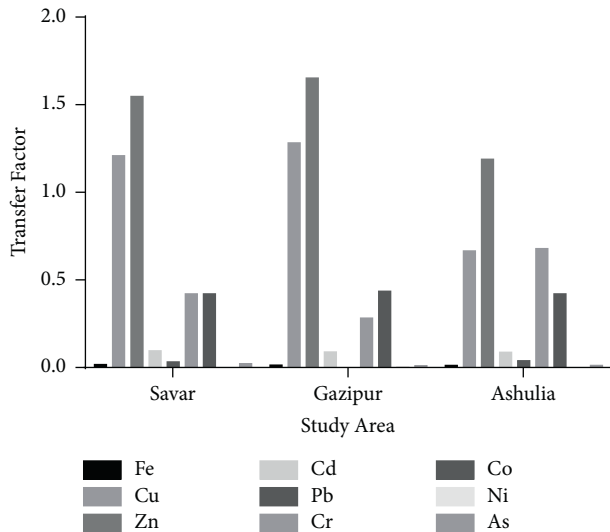 2.0
1.5
1.0
0.5
0.0
Transfer Factor
Savar Gazipur Ashulia
Study Area
Fe Cd Co
Cu Pb Ni
Zn Cr As